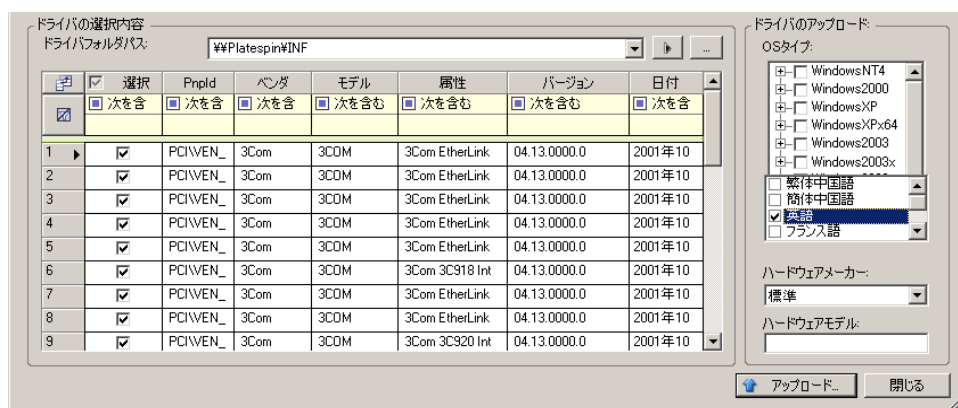 ドライバの選択内容
ドライバフォルダパス:
¥¥Platespin¥INF
...
選択 PnpId ベンダ モデル 属性 バージョン 日付
次を含 次を含 次を含 次を含む 次を含む 次を含む 次を含
1 PCI\VEN_ 3Com 3COM 3Com EtherLink 04.13.0000.0 2001年10
2 PCI\VEN_ 3Com 3COM 3Com EtherLink 04.13.0000.0 2001年10
3 PCI\VEN_ 3Com 3COM 3Com EtherLink 04.13.0000.0 2001年10
4 PCI\VEN_ 3Com 3COM 3Com EtherLink 04.13.0000.0 2001年10
5 PCI\VEN_ 3Com 3COM 3Com EtherLink 04.13.0000.0 2001年10
6 PCI\VEN_ 3Com 3COM 3Com 3C918 Int 04.13.0000.0 2001年10
7 PCI\VEN_ 3Com 3COM 3Com EtherLink 04.13.0000.0 2001年10
8 PCI\VEN_ 3Com 3COM 3Com EtherLink 04.13.0000.0 2001年10
9 PCI\VEN_ 3Com 3COM 3Com 3C920 Int 04.13.0000.0 2001年10
ドライバのアップロード:
OSタイプ:
WindowsNT4
Windows2000
WindowsXP
WindowsXPx64
Windows2003
Windows2003x
繁体中国語
簡体中国語
英語
フランス語
ハードウェアメーカー:
標準
ハードウェアモデル:
アップロード... 閉じる